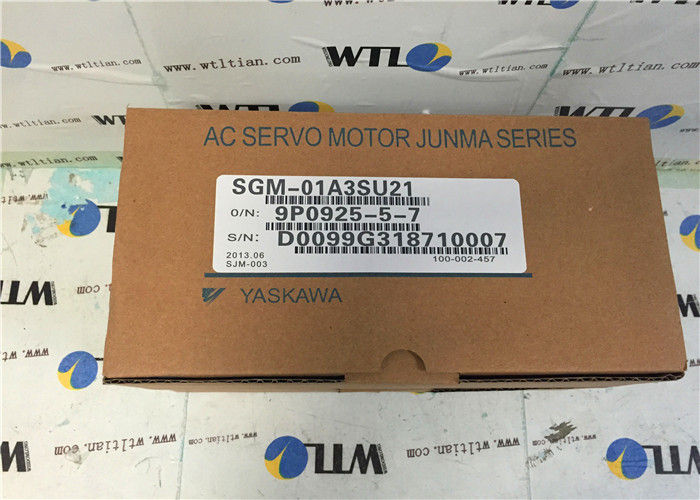 WTL
www.wtltian.com
WTL
www.wtltian.com
WTL
AC SERVO MOTOR JUNMA SERIES
SGM-01A3SU21
O/N: 9P0925-5-7
S/N: D0099G318710007
2013.06
SJM-003
100-002-457
YASKAWA
www.wtltian.com
WTL